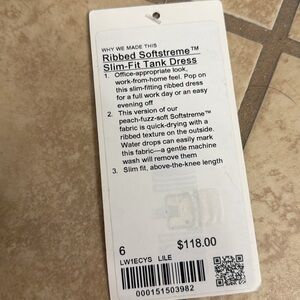 WHY WE MADE THIS
Ribbed Softstreme™
Slim-Fit Tank Dress
1. Office-appropriate look,
work-from-home feel. Pop on
this slim-fitting ribbed dress
for a full work day or an easy
evening off
2. This version of our
peach-fuzz-soft Softstreme™
fabric is quick-drying with a
ribbed texture on the outside.
Water drops can easily mark
this fabric—a gentle machine
wash will remove them
3. Slim fit, above-the-knee length
6 $118.00
LW1ECYS LILE
000151503982